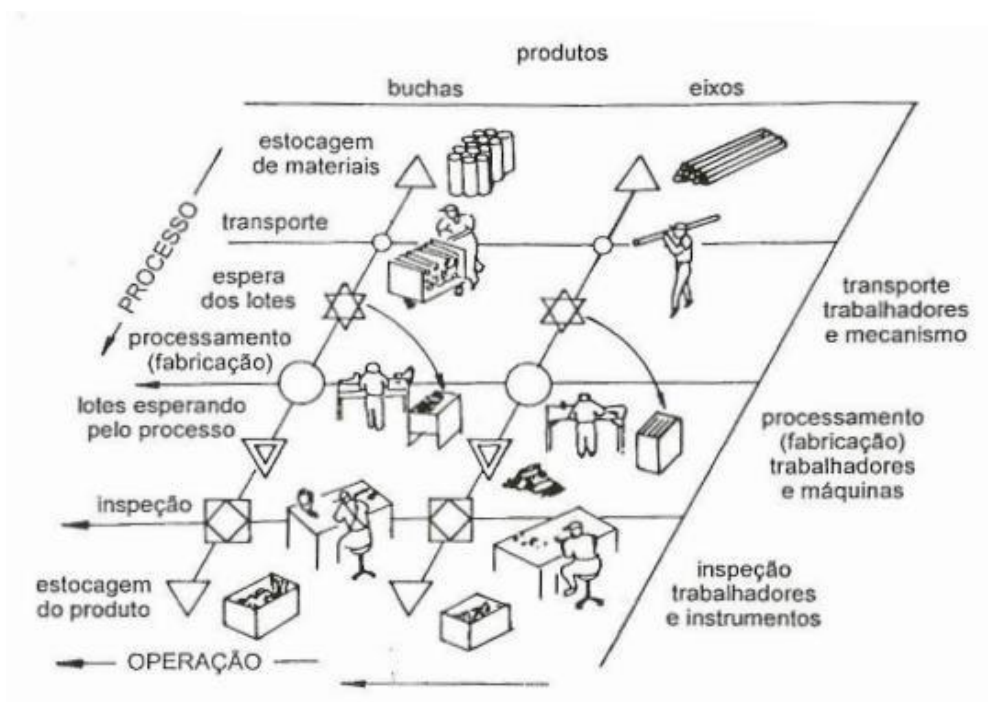 produtos
buchas
eixos
estocagem
de materiais
PROCESSO
transporte
espera
dos lotes
transporte
trabalhadores
e mecanismo
processamento
(fabricação)
lotes esperando
pelo processo
processamento
(fabricação)
trabalhadores
e máquinas
inspeção
inspeção
trabalhadores
e instrumentos
estocagem
do produto
OPERAÇÃO